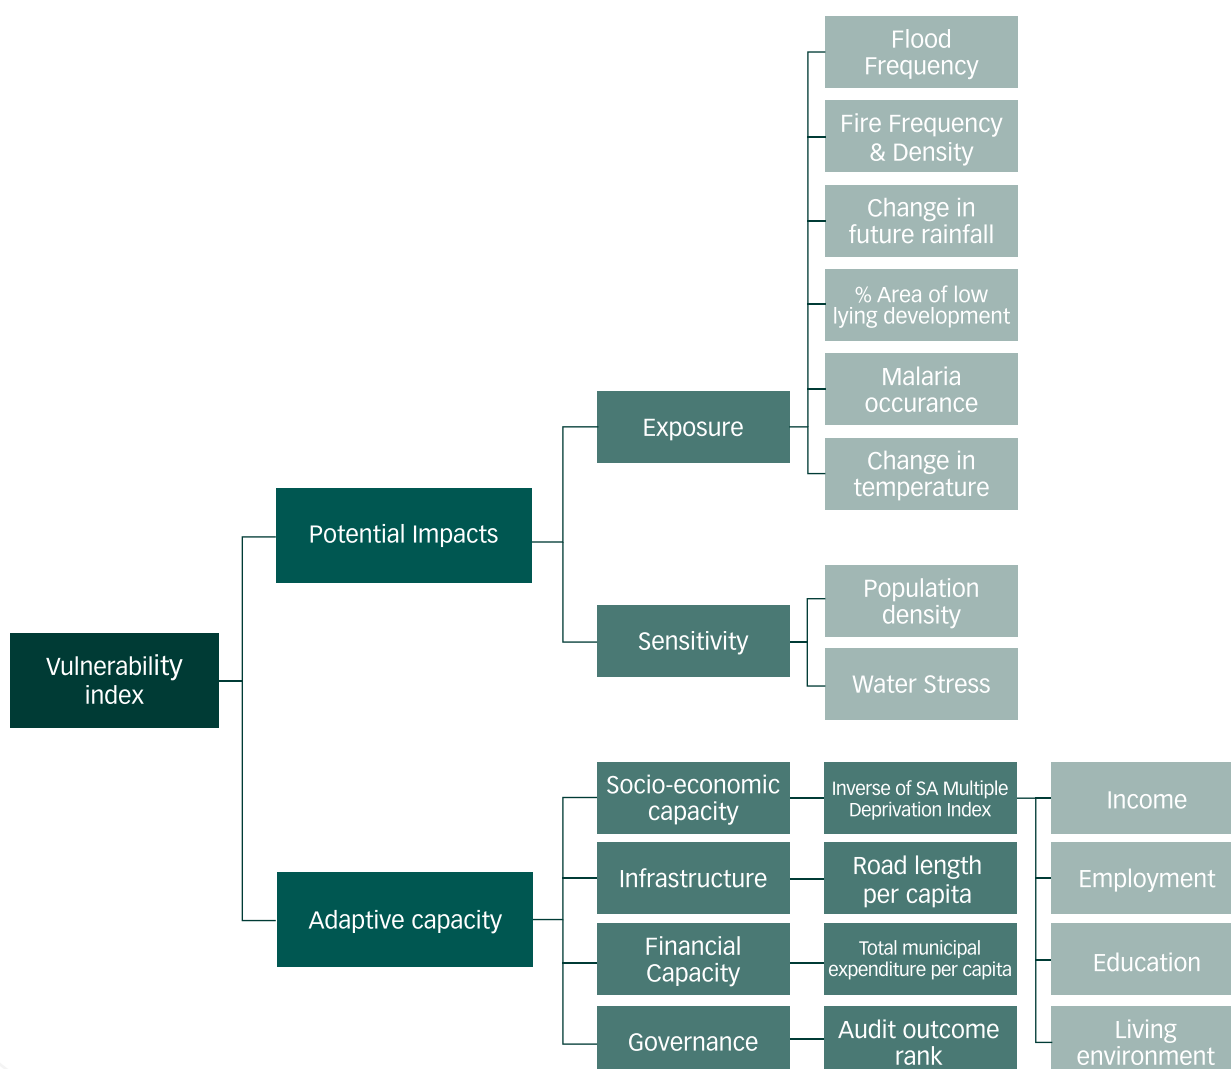 Flood
Frequency
Fire Frequency
& Density
Change in
future rainfall
% Area of low
lying development
Malaria
occurance
Change in
temperature
Exposure
Potential Impacts
Population
density
Sensitivity
Water Stress
Vulnerability
index
Socio-economic
capacity
Inverse of SA Multiple
Deprivation Index
Income
Infrastructure
Road length
per capita
Employment
Adaptive capacity
Financial
Capacity
Total municipal
expenditure per capita
Education
Governance
Audit outcome
rank
Living
environment